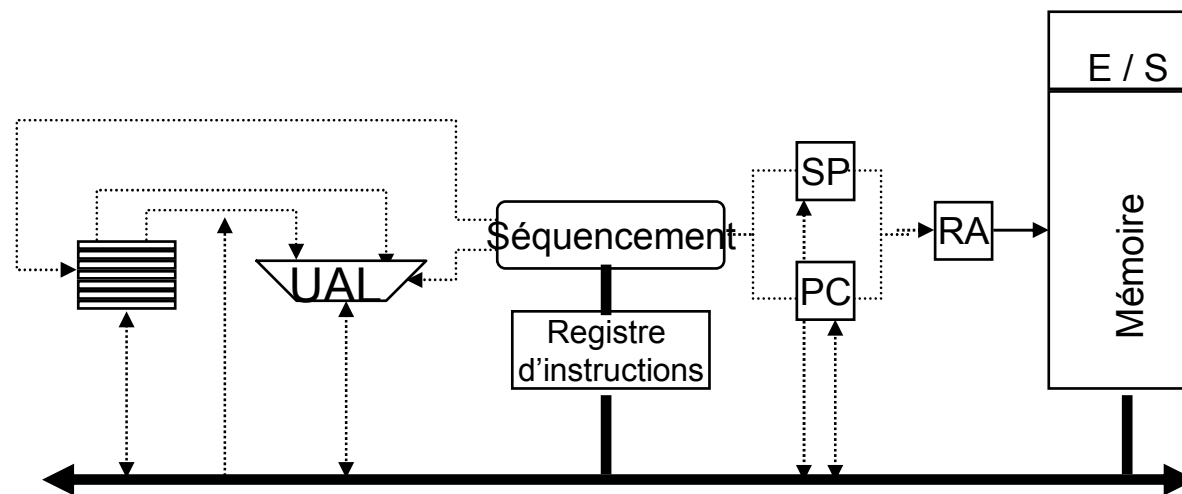 E / S
SP
Séquencement
RA
UAL
PC
Mémoire
Registre
d'instructions